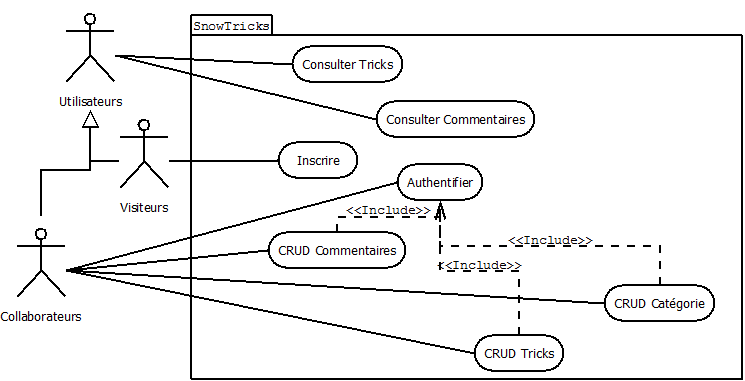 SnowTricks
Consulter Tricks
Utilisateurs
Consulter Commentaires
Inscrire
Authentifier
Visiteurs
<<Include>>
<<Include>>
CRUD Commentaires
<<Include>>
CRUD Catégorie
Collaborateurs
CRUD Tricks